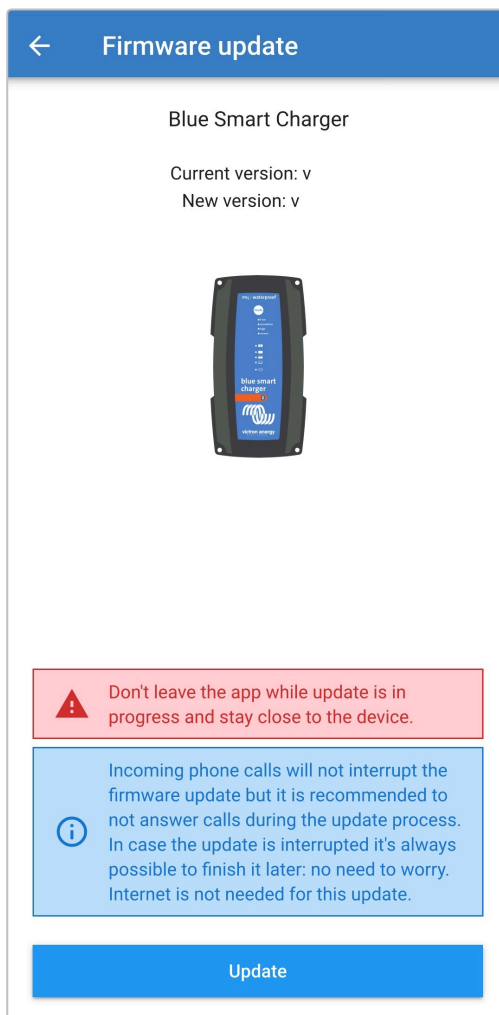 Firmware update
Blue Smart Charger
Current version: v
New version: v
waterproof
blue smart
charger
victron energy
Don't leave the app while update is in
progress and stay close to the device.
Incoming phone calls will not interrupt the
firmware update but it is recommended to
not answer calls during the update process.
In case the update is interrupted it's always
possible to finish it later: no need to worry.
Internet is not needed for this update.
Update